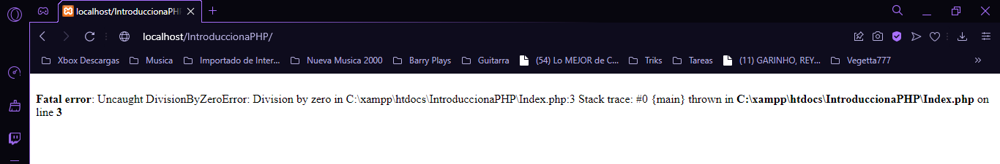 localhost/IntroduccionaPHP
localhost/IntroduccionaPHP/
Xbox Descargas Musica Importado de Inter... Nueva Musica 2000 Barry Plays Guitarra (54) Lo MEJOR de C... Triks Tareas (11) GARINHO, REY... Vegetta777
Fatal error: Uncaught DivisionByZeroError: Division by zero in C:\xampp\htdocs\IntroduccionaPHP\Index.php:3 Stack trace: #0 {main} thrown in C:\xampp\htdocs\IntroduccionaPHP\Index.php on
line 3